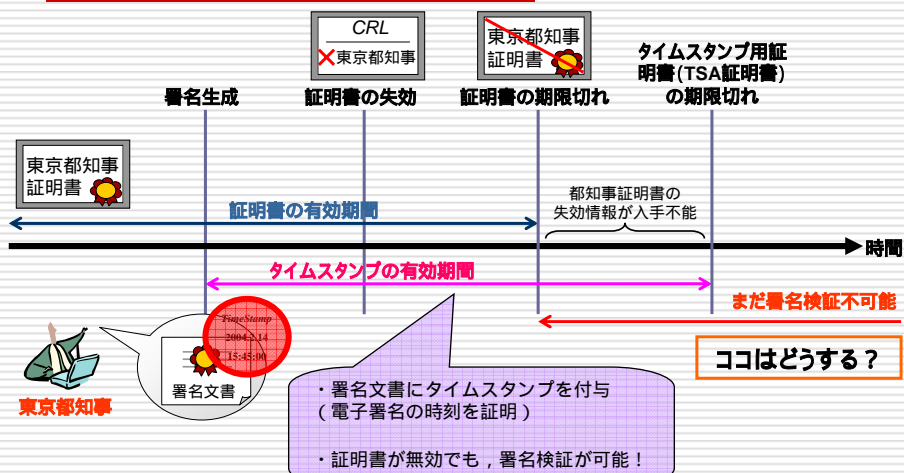 CRL
×東京都知事
東京都知事
証明書
タイムスタンプ用証
明書(TSA証明書)
の期限切れ
署名生成
証明書の失効
証明書の期限切れ
東京都知事
証明書
証明書の有効期間
都知事証明書の
失効情報が入手不能
時間
タイムスタンプの有効期間
まだ署名検証不可能
TimeStamp
2004.2.14
15:45:00
署名文書
東京都知事
ココはどうする?
・署名文書にタイムスタンプを付与
(電子署名の時刻を証明)
・証明書が無効でも,署名検証が可能!